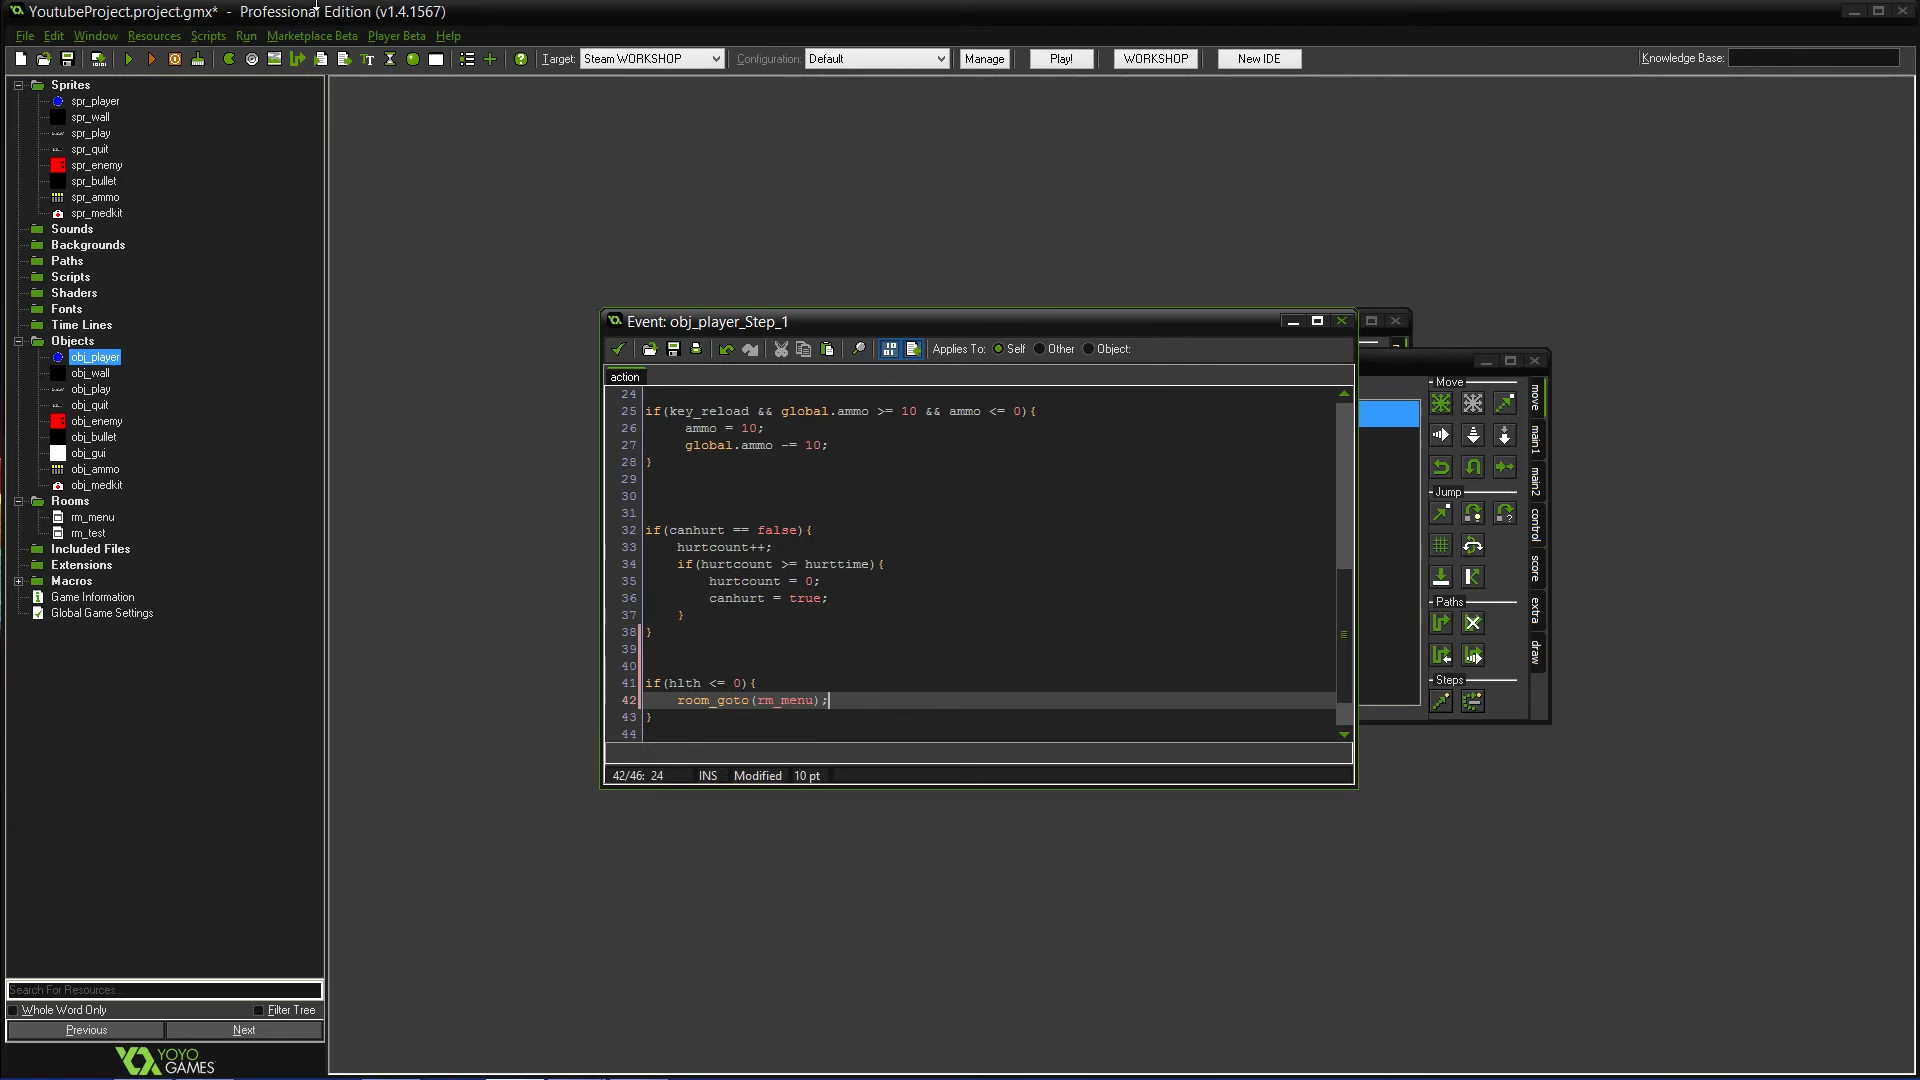 YoutubeProject.project.gmx* - Professional Edition (v1.4.1567)
File Edit Window Resources Scripts Run Marketplace Beta Player Beta Help
Target: Steam WORKSHOP Configuration: Default Manage Play! WORKSHOP New IDE Knowledge Base:
Sprites
spr_player
spr_wall
spr_play
spr_quit
spr_enemy
spr_bullet
spr_ammo
spr_medkit
Sounds
Backgrounds
Paths
Scripts
Shaders
Fonts
Time Lines
Objects
obj_player
obj_wall
obj_play
obj_quit
obj_enemy
obj_bullet
obj_gui
obj_ammo
obj_medkit
Rooms
rm_menu
rm_test
Included Files
Extensions
Macros
Game Information
Global Game Settings
Search For Resources...
Whole Word Only Filter Tree
Previous Next
YOYO
GAMES
Event: obj_player_Step_1
Applies To: Self Other Object:
action
24
25 if(key_reload && global.ammo >= 10 && ammo <= 0){
26 ammo = 10;
27 global.ammo -= 10;
28 }
29
30
31
32 if(canhurt == false){
33 hurtcount++;
34 if(hurtcount >= hurttime){
35 hurtcount = 0;
36 canhurt = true;
37 }
38 }
39
40
41 if(hlth <= 0){
42 room_goto(rm_menu);
43 }
44
42/46: 24 INS Modified 10 pt
Move
Jump
Paths
Steps
move
main1
main2
control
score
extra
draw